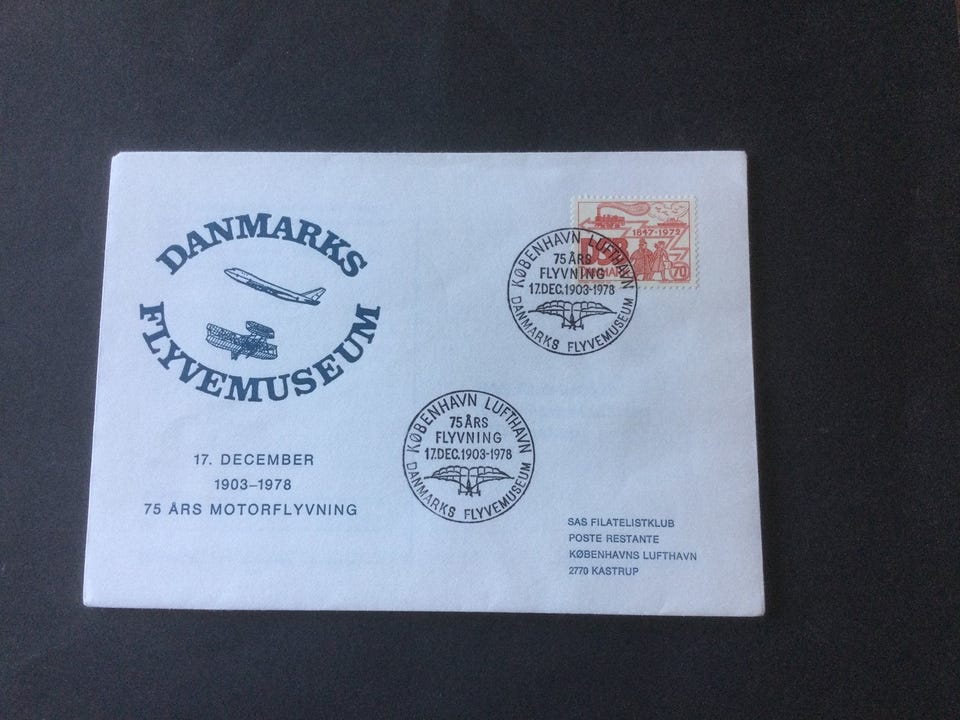 DANMARKS
FLYVEMUSEUM
17. DECEMBER
1903–1978
75 ÅRS MOTORFLYVNING
1847-1972
DSB
DANMARK
70
KØBENHAVN LUFTHAVN
75 ÅRS
FLYVNING
17.DEC.1903-1978
DANMARKS FLYVEMUSEUM
KØBENHAVN LUFTHAVN
75 ÅRS
FLYVNING
17.DEC.1903-1978
DANMARKS FLYVEMUSEUM
SAS FILATELISTKLUB
POSTE RESTANTE
KØBENHAVNS LUFTHAVN
2770 KASTRUP